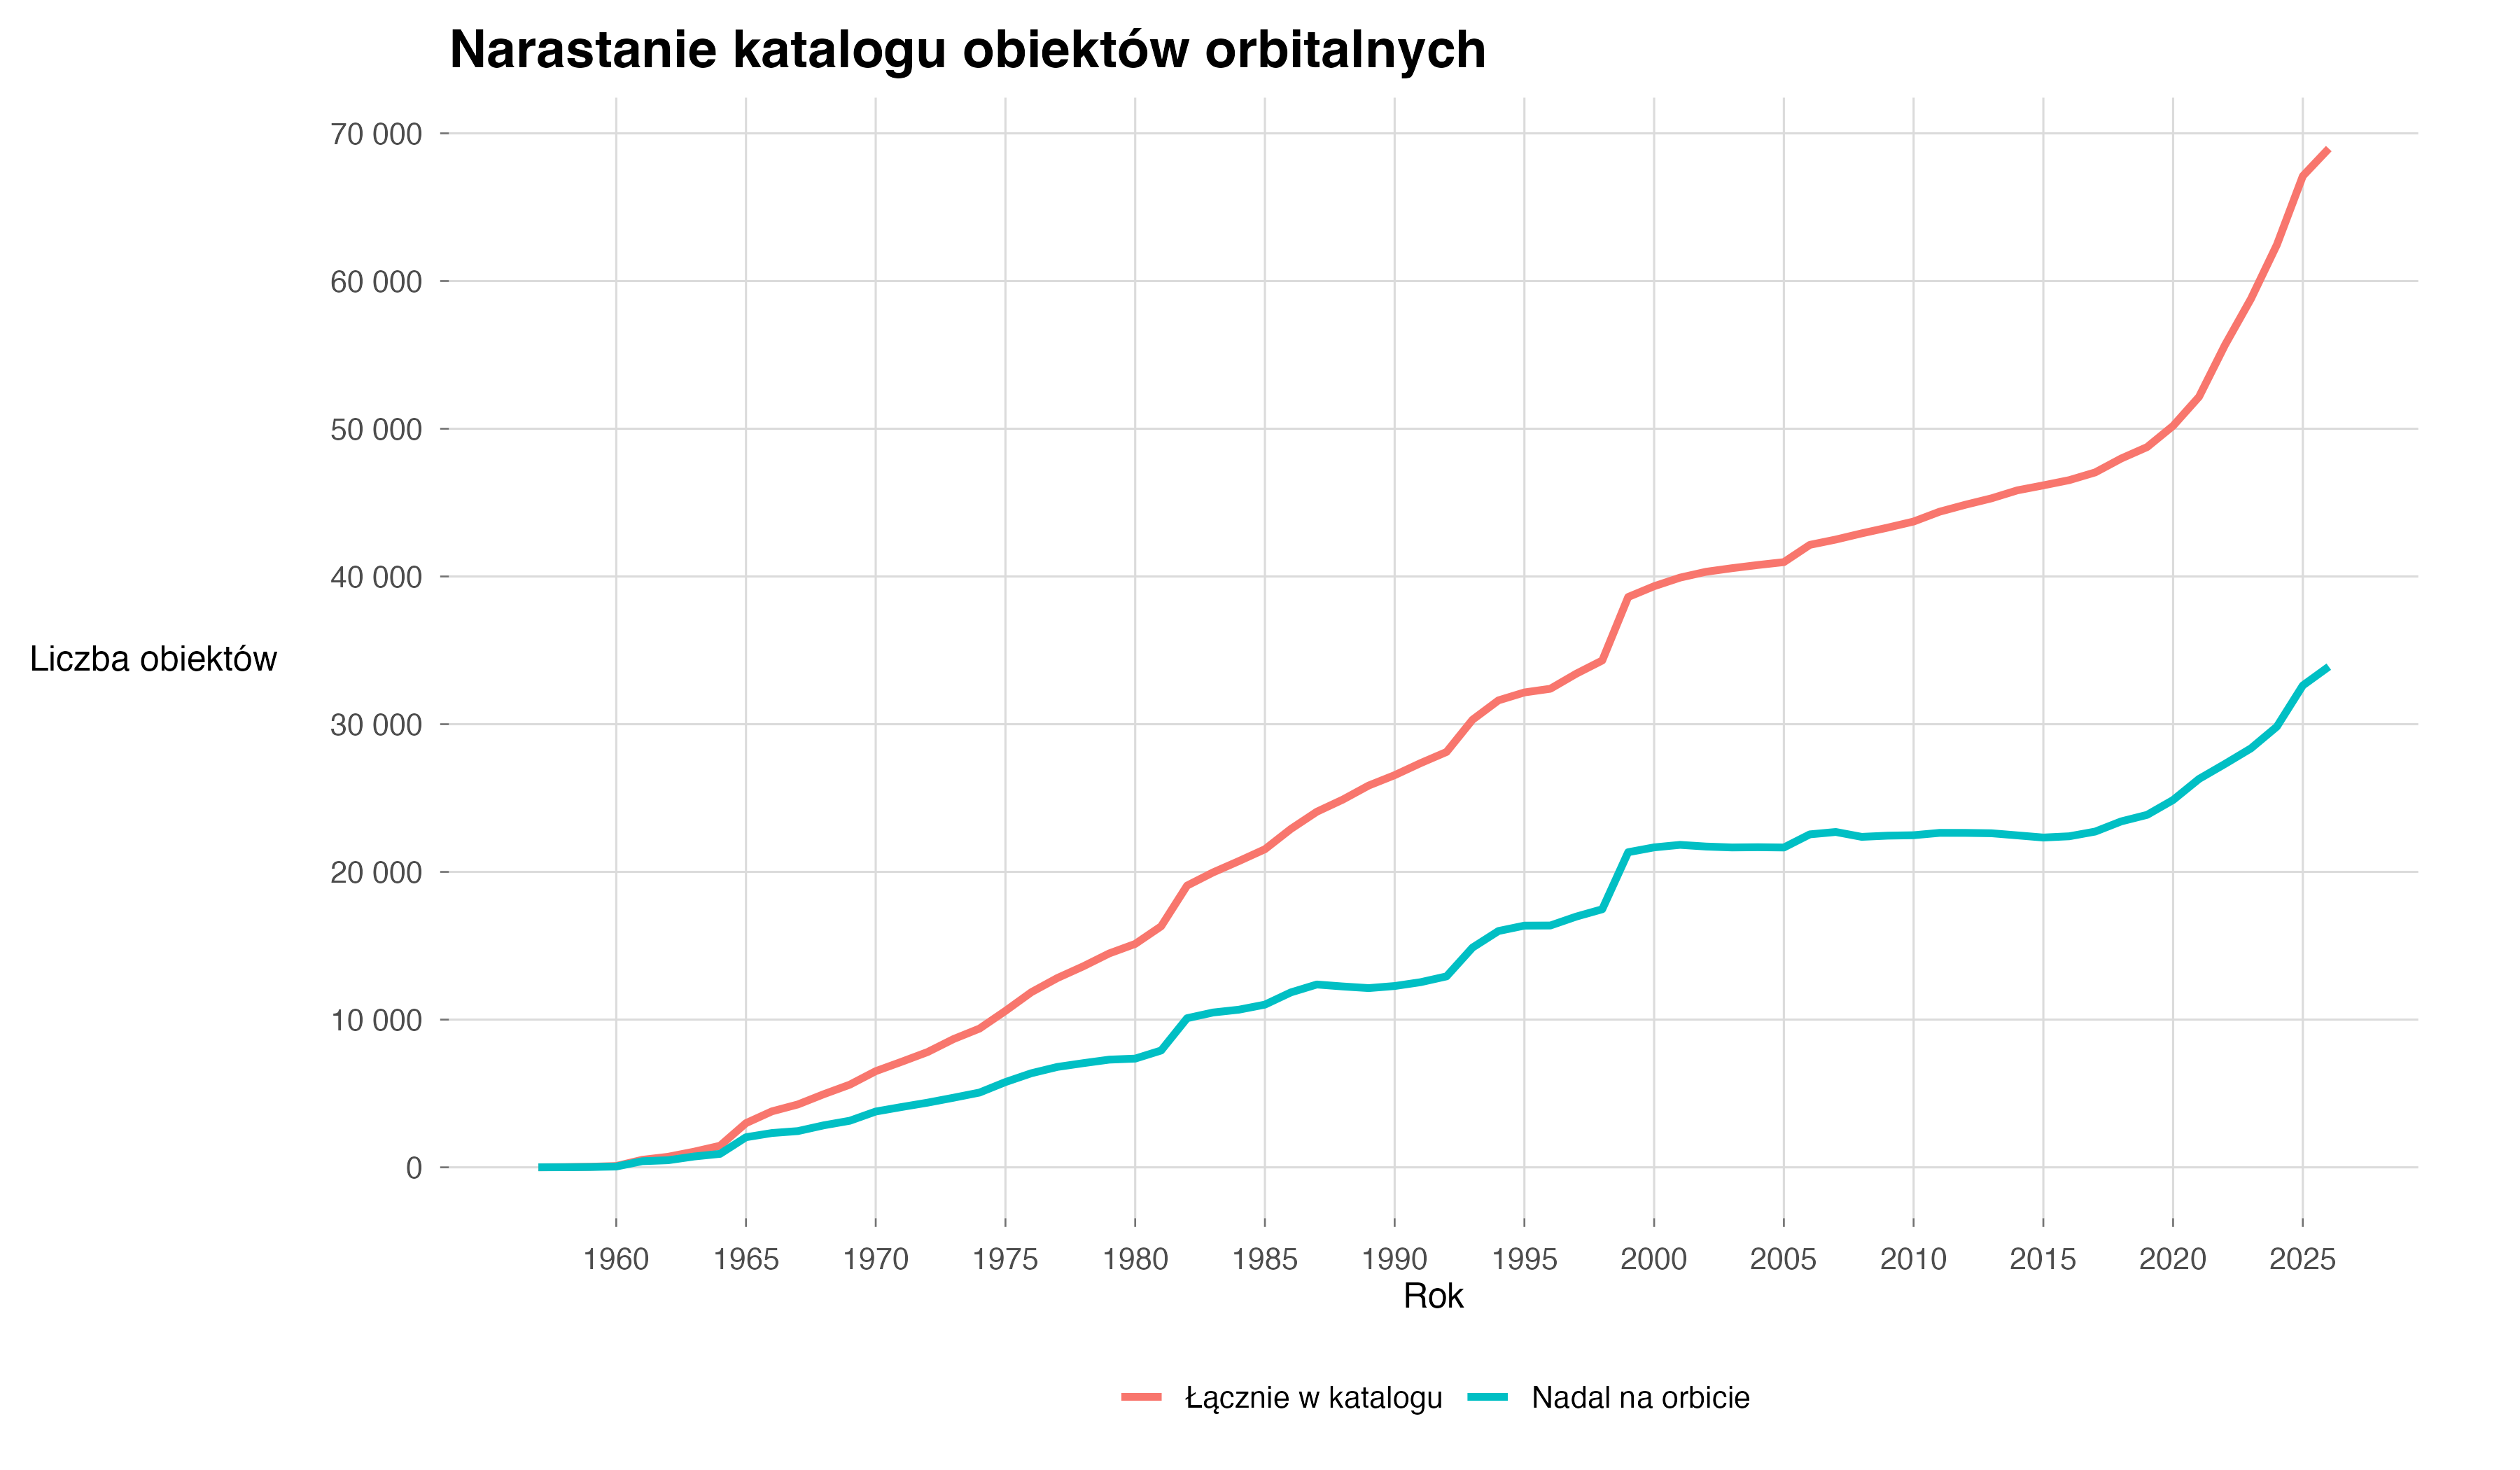 Narastanie katalogu obiektów orbitalnych
70 000
60 000
50 000
40 000
30 000
20 000
10 000
0
Liczba obiektów
1960 1965 1970 1975 1980 1985 1990 1995 2000 2005 2010 2015 2020 2025
Rok
Łącznie w katalogu Nadal na orbicie